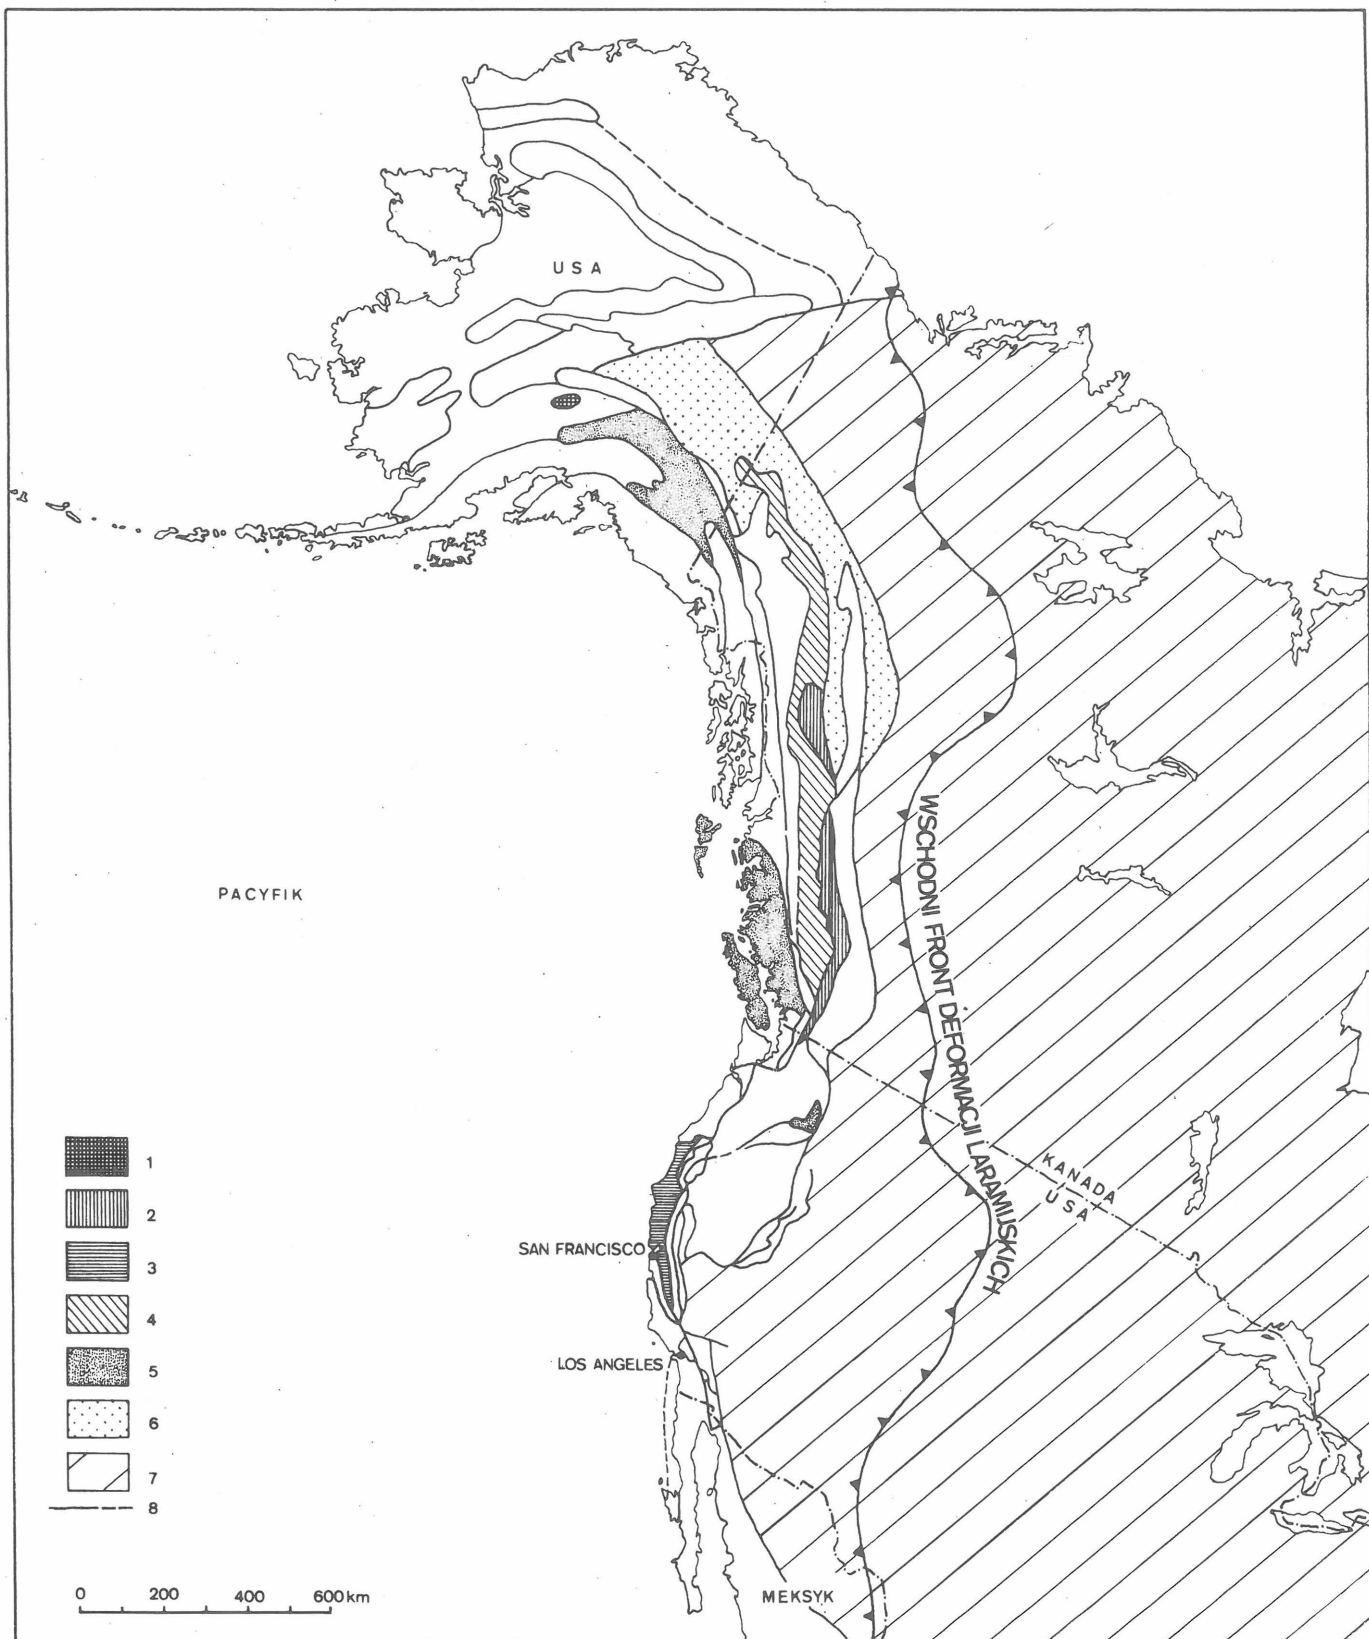 USA
PACYFIK
WSCHODNI FRONT DEFORMACJI LARAMIJSKICH
KANADA
USA
SAN FRANCISCO
LOS ANGELES
MEKSYK
1
2
3
4
5
6
7
8
0 200 400 600 km